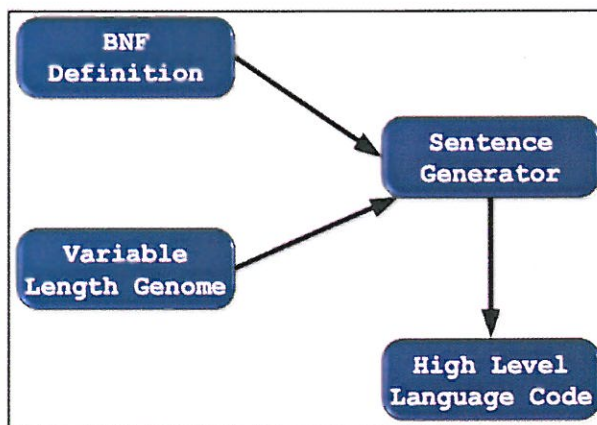 BNF
Definition
Sentence
Generator
Variable
Length Genome
High Level
Language Code